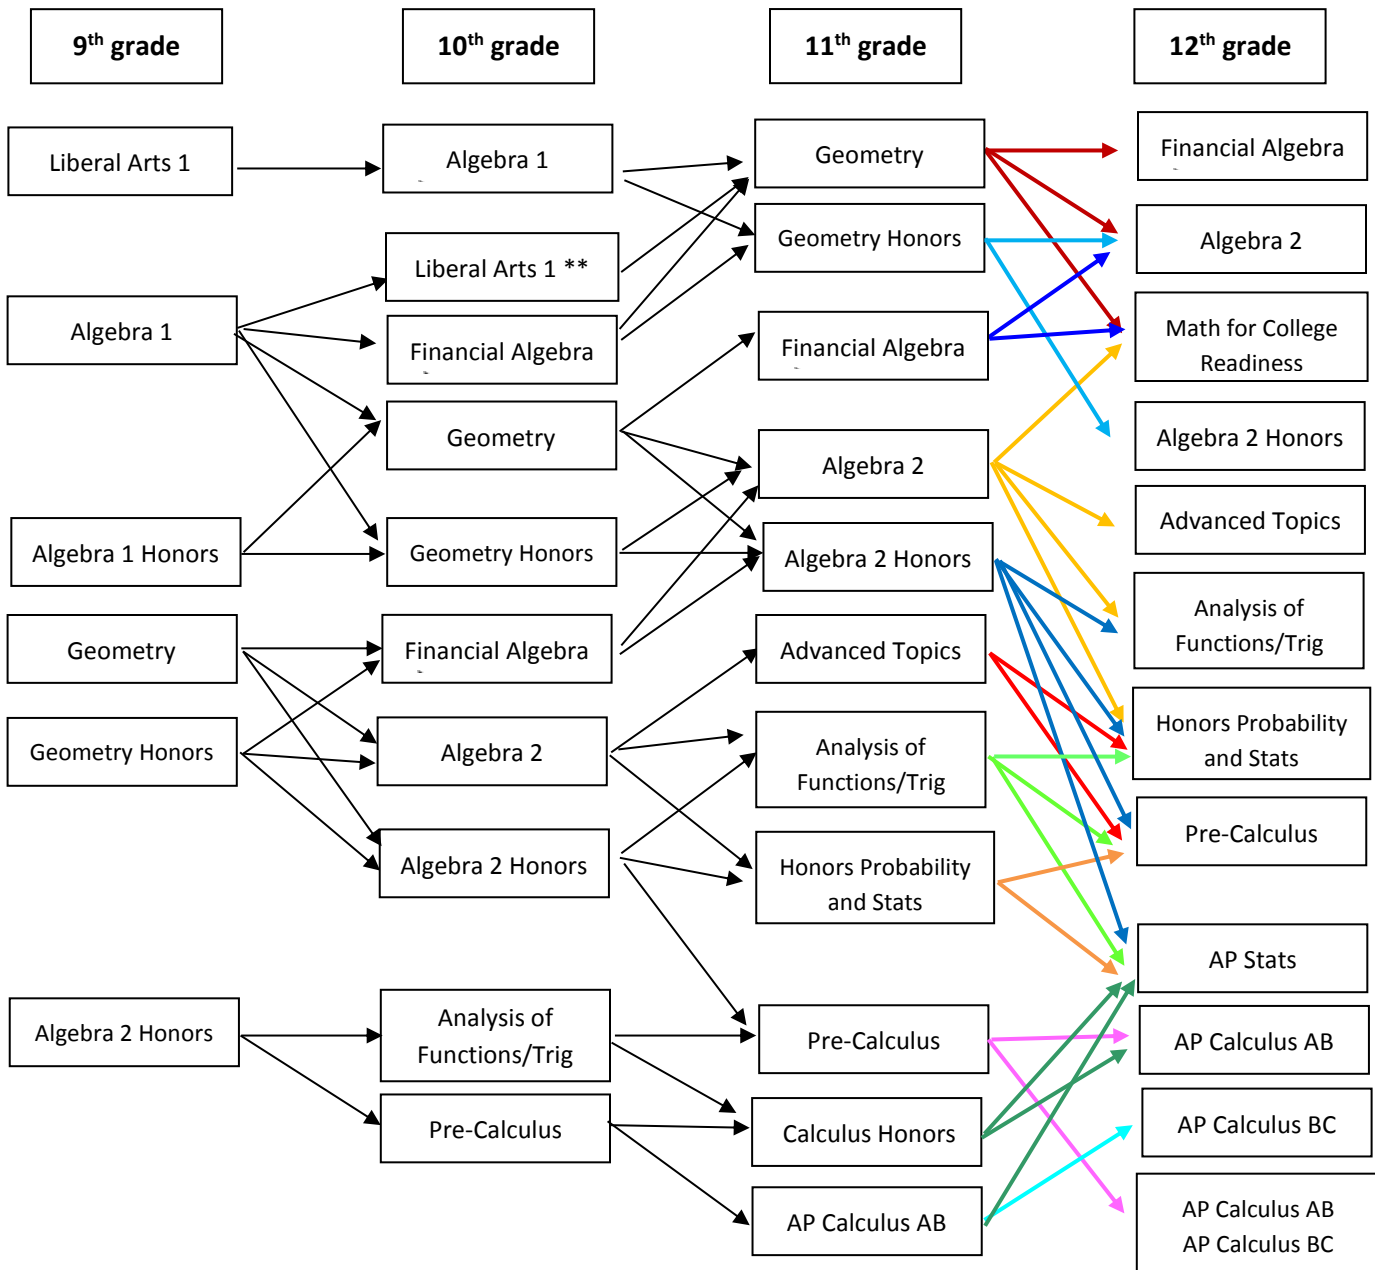 9th grade
10th grade
11th grade
12th grade
Liberal Arts 1
Algebra 1
Algebra 1 Honors
Geometry
Geometry Honors
Algebra 2 Honors
Algebra 1
Liberal Arts 1 **
Financial Algebra
Geometry
Geometry Honors
Financial Algebra
Algebra 2
Algebra 2 Honors
Analysis of
Functions/Trig
Pre-Calculus
Geometry
Geometry Honors
Financial Algebra
Algebra 2
Algebra 2 Honors
Advanced Topics
Analysis of
Functions/Trig
Honors Probability
and Stats
Pre-Calculus
Calculus Honors
AP Calculus AB
Financial Algebra
Algebra 2
Math for College
Readiness
Algebra 2 Honors
Advanced Topics
Analysis of
Functions/Trig
Honors Probability
and Stats
Pre-Calculus
AP Stats
AP Calculus AB
AP Calculus BC
AP Calculus AB
AP Calculus BC